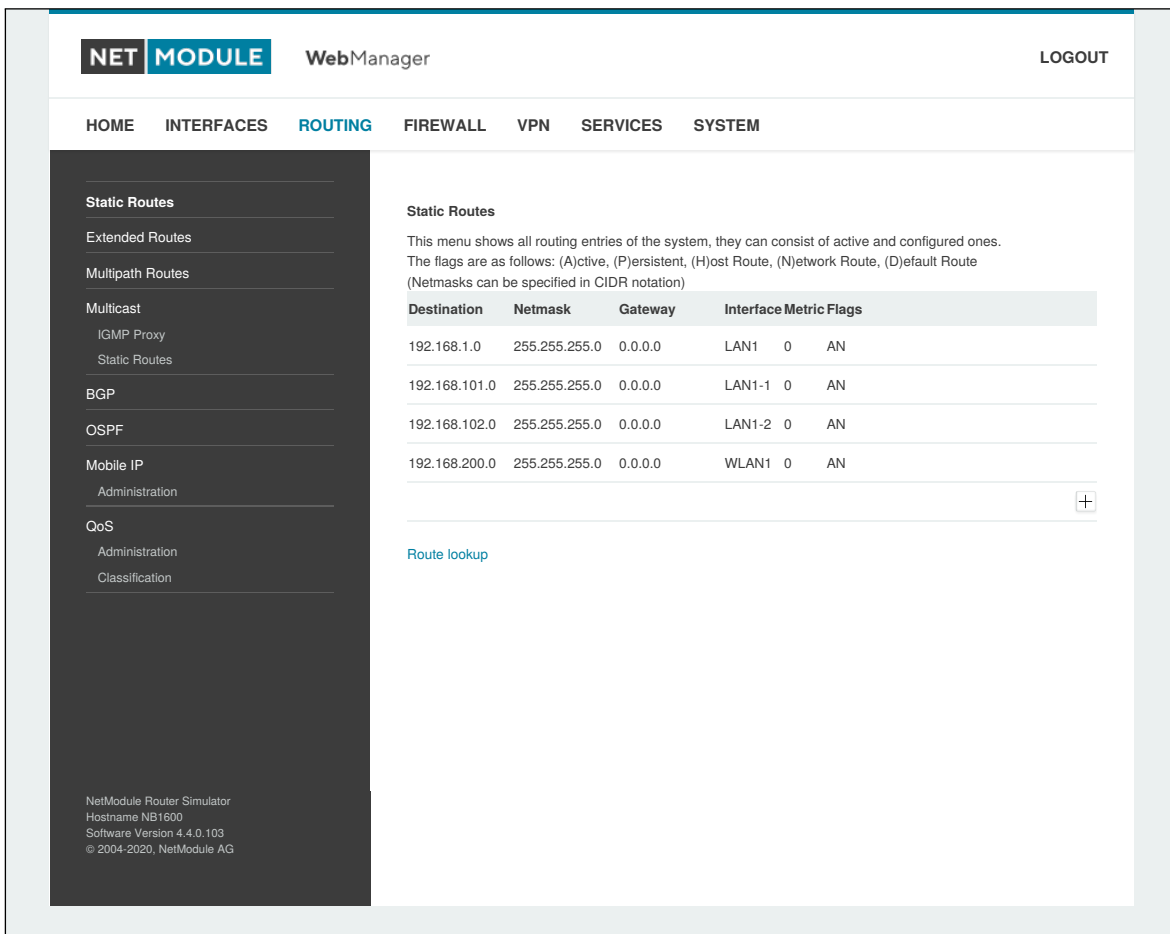 NET MODULE WebManager LOGOUT
HOME INTERFACES ROUTING FIREWALL VPN SERVICES SYSTEM
Static Routes
Extended Routes
Multipath Routes
Multicast
IGMP Proxy
Static Routes
BGP
OSPF
Mobile IP
Administration
QoS
Administration
Classification
NetModule Router Simulator
Hostname NB1600
Software Version 4.4.0.103
© 2004-2020, NetModule AG
Static Routes
This menu shows all routing entries of the system, they can consist of active and configured ones.
The flags are as follows: (A)ctive, (P)ersistent, (H)ost Route, (N)etwork Route, (D)efault Route
(Netmasks can be specified in CIDR notation)
Destination Netmask Gateway Interface Metric Flags
192.168.1.0 255.255.255.0 0.0.0.0 LAN1 0 AN
192.168.101.0 255.255.255.0 0.0.0.0 LAN1-1 0 AN
192.168.102.0 255.255.255.0 0.0.0.0 LAN1-2 0 AN
192.168.200.0 255.255.255.0 0.0.0.0 WLAN1 0 AN
Route lookup